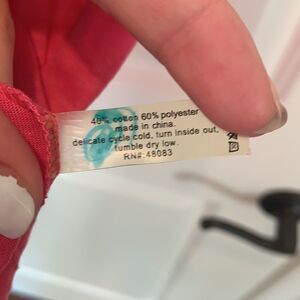 40% cotton 60% polyester
made in china.
delicate cycle cold, turn inside out,
tumble dry low.
RN#:48083